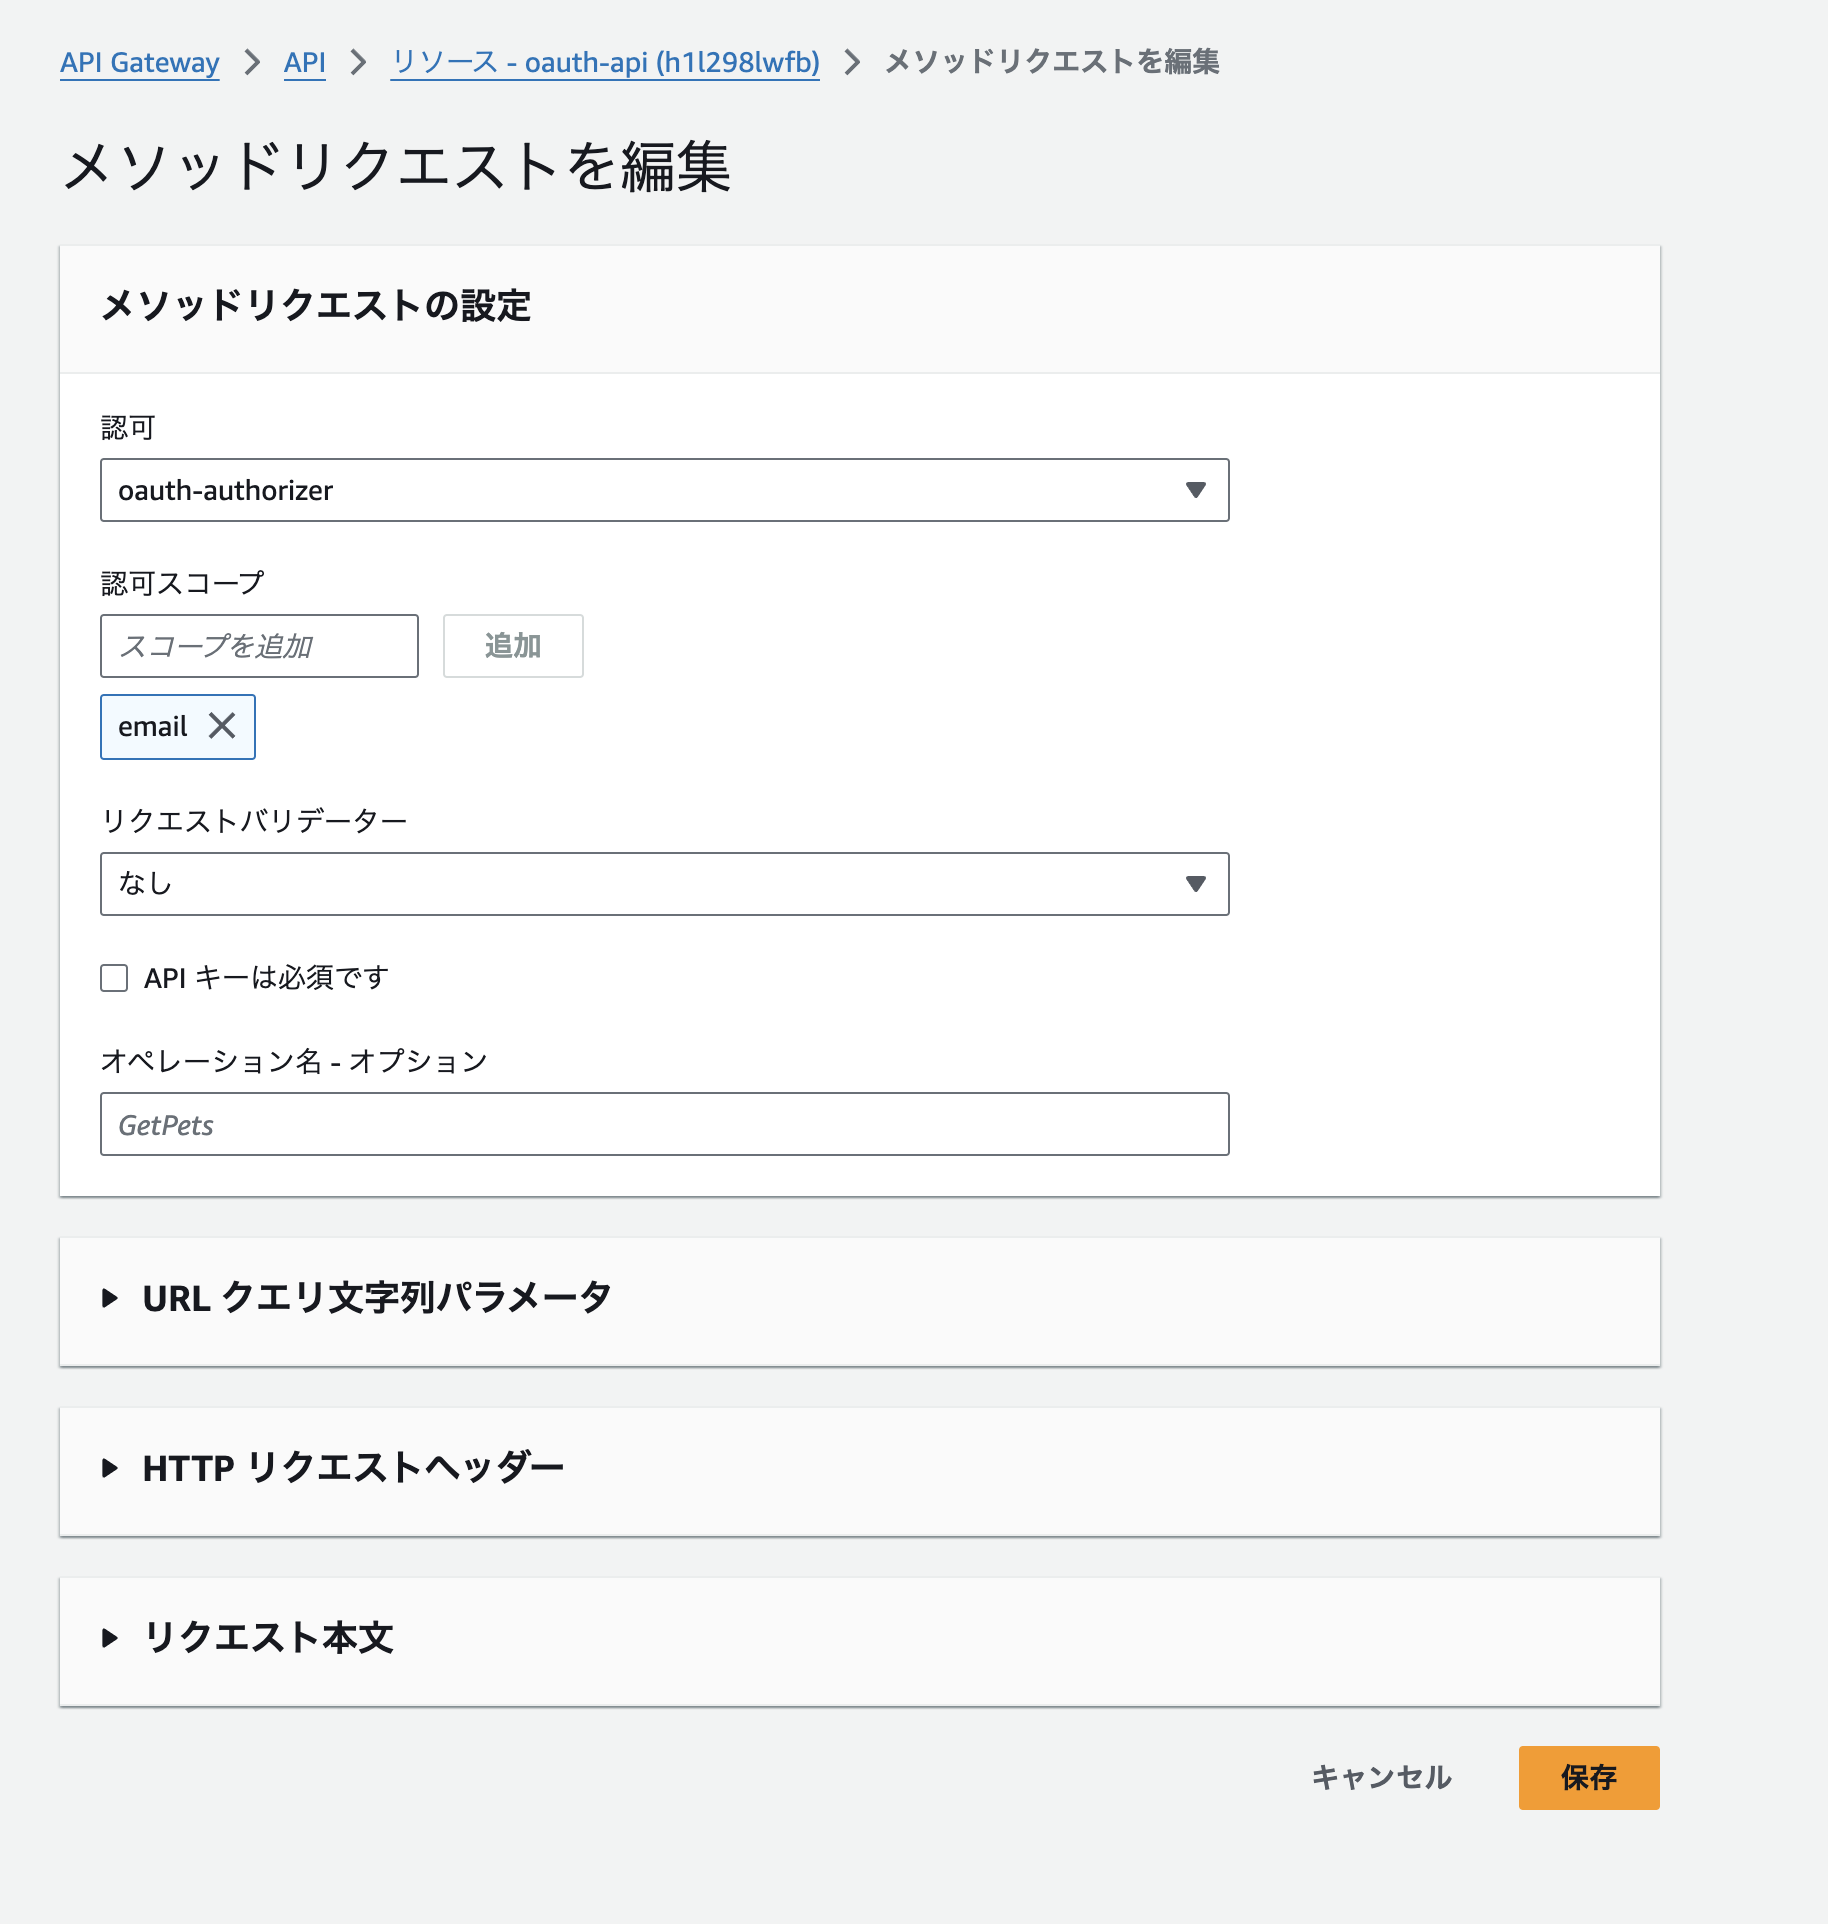 API Gateway > API > リソース - oauth-api (h1l298lwfb) > メソッドリクエストを編集
メソッドリクエストを編集
メソッドリクエストの設定
認可
oauth-authorizer
認可スコープ
スコープを追加 追加
email
リクエストバリデーター
なし
API キーは必須です
オペレーション名 - オプション
GetPets
URL クエリ文字列パラメータ
HTTP リクエストヘッダー
リクエスト本文
キャンセル 保存